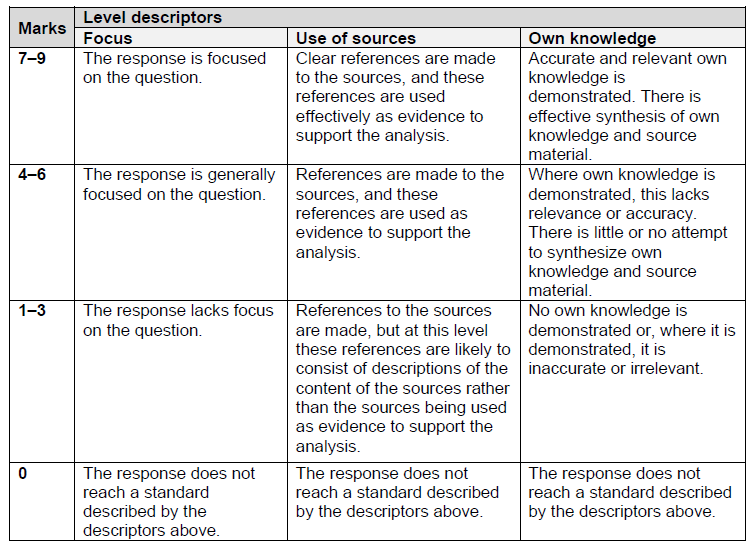 Marks
Level descriptors
Focus
Use of sources
Own knowledge
7–9
The response is focused
on the question.
Clear references are made
to the sources, and these
references are used
effectively as evidence to
support the analysis.
Accurate and relevant own
knowledge is
demonstrated. There is
effective synthesis of own
knowledge and source
material.
4–6
The response is generally
focused on the question.
References are made to the
sources, and these
references are used as
evidence to support the
analysis.
Where own knowledge is
demonstrated, this lacks
relevance or accuracy.
There is little or no attempt
to synthesize own
knowledge and source
material.
1–3
The response lacks focus
on the question.
References to the sources
are made, but at this level
these references are likely to
consist of descriptions of the
content of the sources rather
than the sources being used
as evidence to support the
analysis.
No own knowledge is
demonstrated or, where it is
demonstrated, it is
inaccurate or irrelevant.
0
The response does not
reach a standard
described by the
descriptors above.
The response does not
reach a standard described
by the descriptors above.
The response does not
reach a standard described
by the descriptors above.